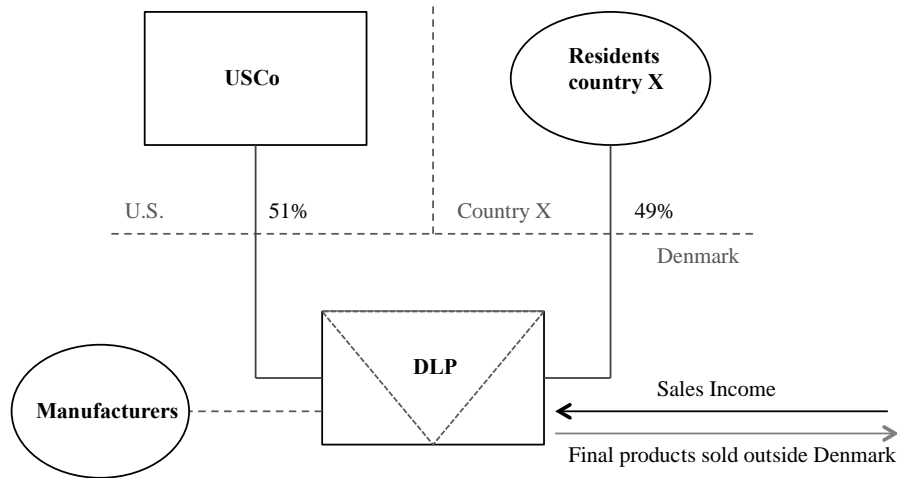 USCo
Residents
country X
U.S.
51%
Country X
49%
Denmark
DLP
Manufacturers
Sales Income
Final products sold outside Denmark